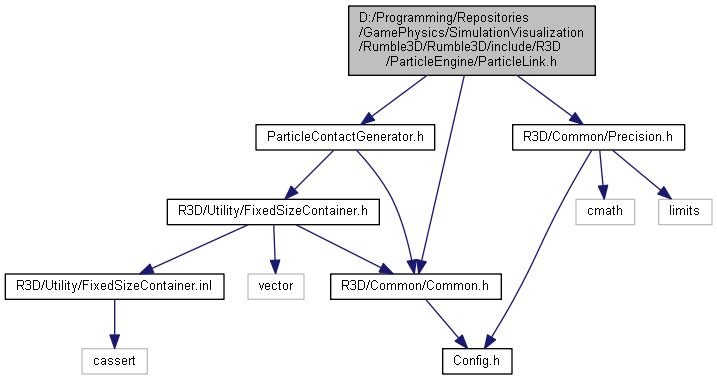 D:/Programming/Repositories
/GamePhysics/SimulationVisualization
/Rumble3D/Rumble3D/include/R3D
/ParticleEngine/ParticleLink.h
ParticleContactGenerator.h
R3D/Common/Precision.h
R3D/Utility/FixedSizeContainer.h
cmath
limits
R3D/Utility/FixedSizeContainer.inl
vector
R3D/Common/Common.h
cassert
Config.h